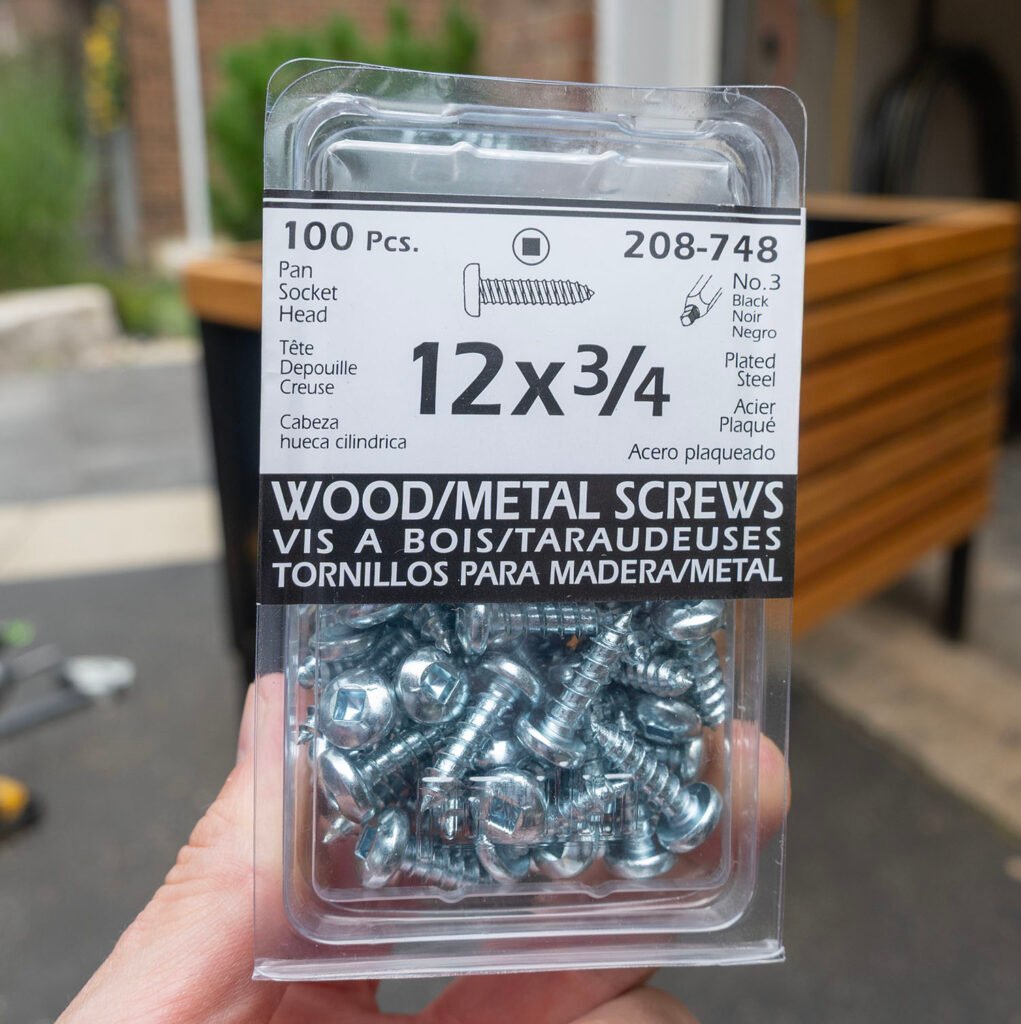 100 Pcs.
208-748
Pan
Socket
Head
No.3
Black
Noir
Negro
Tête
Depouille
Creuse
12x3/4
Plated
Steel
Acier
Plaqué
Cabeza
hueca cilindrica
Acero plaqueado
WOOD/METAL SCREWS
VIS A BOIS/TARAUDEUSES
TORNILLOS PARA MADERA/METAL